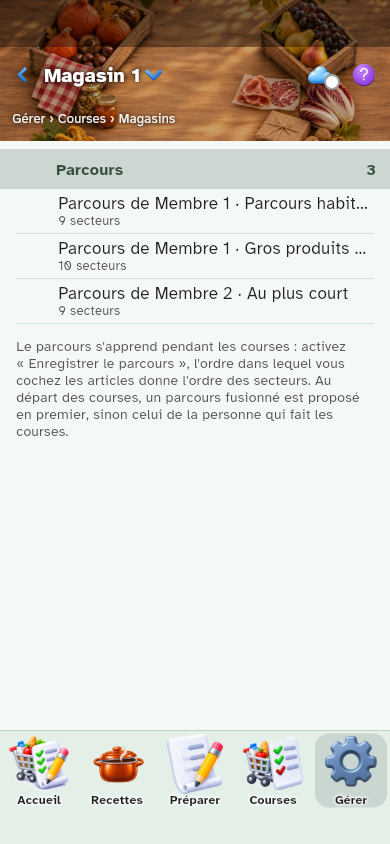 Magasin 1
?
Gérer › Courses › Magasins
Parcours 3
Parcours de Membre 1 · Parcours habit...
9 secteurs
Parcours de Membre 1 · Gros produits ...
10 secteurs
Parcours de Membre 2 · Au plus court
9 secteurs
Le parcours s'apprend pendant les courses : activez
« Enregistrer le parcours », l'ordre dans lequel vous
cochez les articles donne l'ordre des secteurs. Au
départ des courses, un parcours fusionné est proposé
en premier, sinon celui de la personne qui fait les
courses.
Accueil Recettes Préparer Courses Gérer